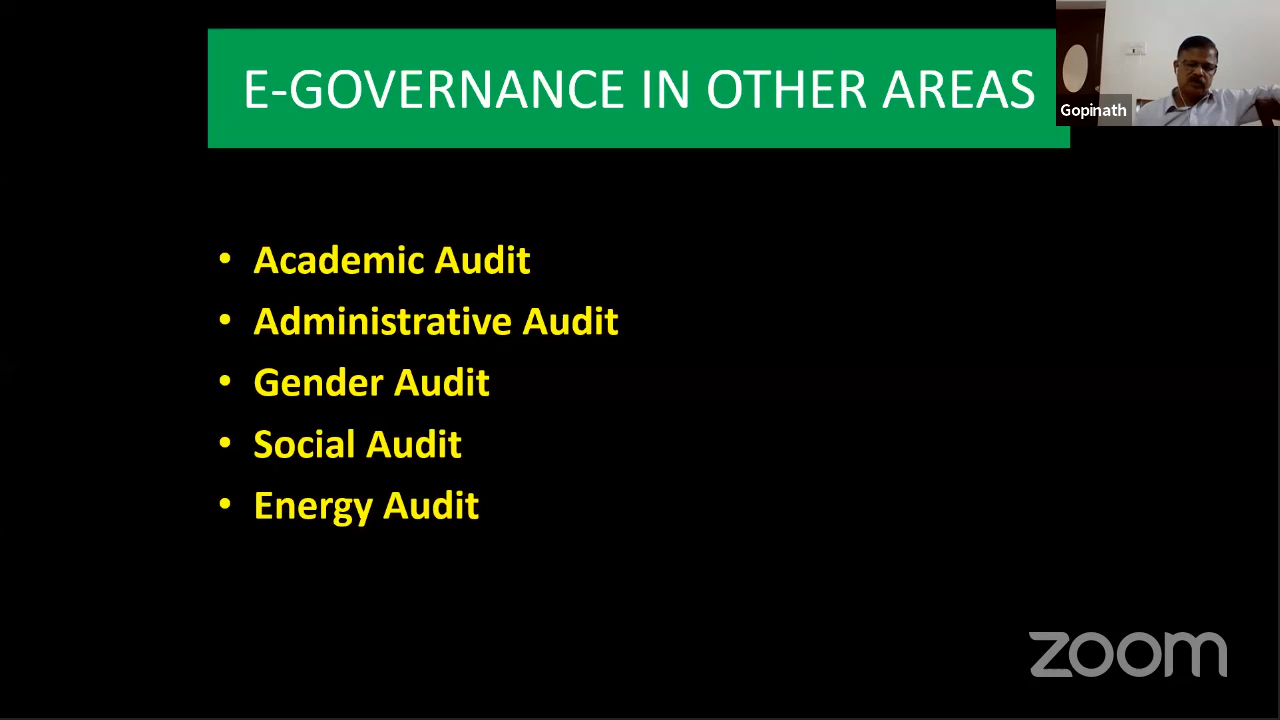 E-GOVERNANCE IN OTHER AREAS
Gopinath
• Academic Audit
• Administrative Audit
• Gender Audit
• Social Audit
• Energy Audit
zoom